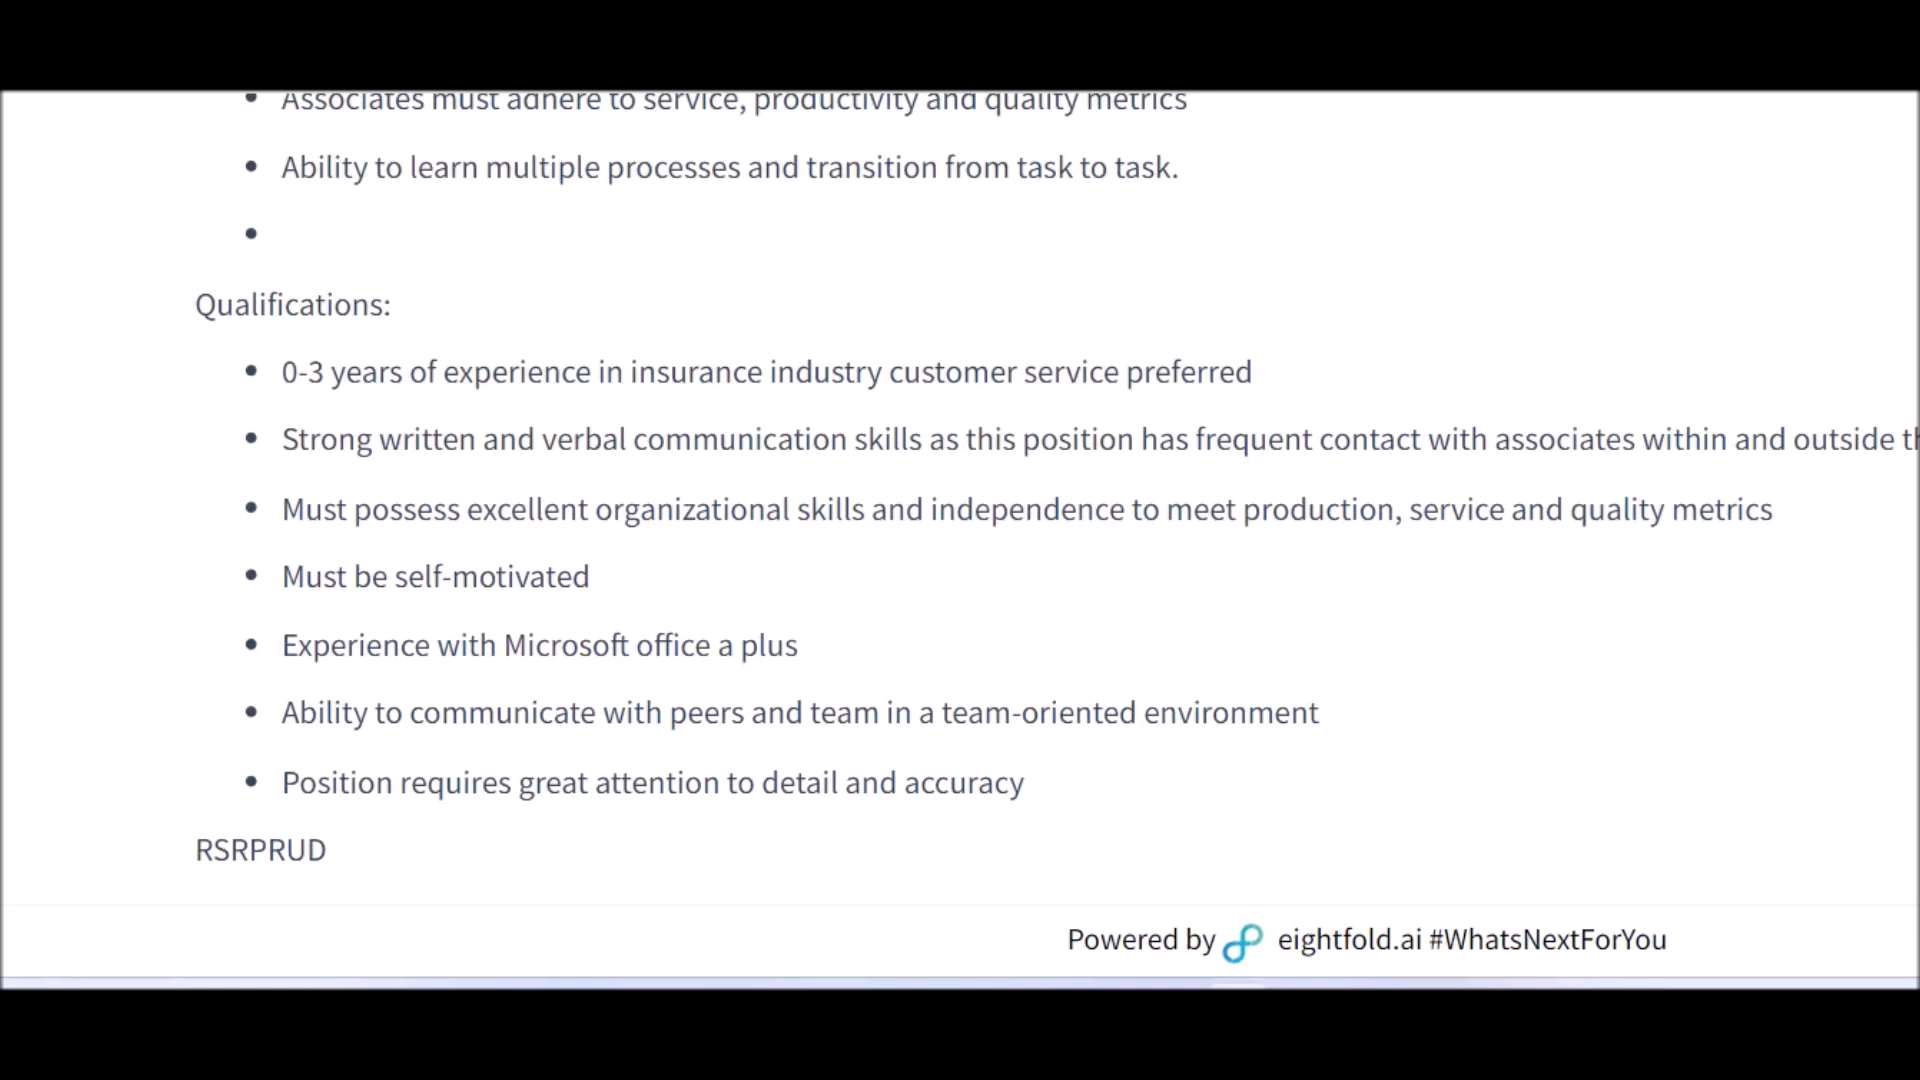 • Associates must adhere to service, productivity and quality metrics
• Ability to learn multiple processes and transition from task to task.
•
Qualifications:
• 0-3 years of experience in insurance industry customer service preferred
• Strong written and verbal communication skills as this position has frequent contact with associates within and outside
• Must possess excellent organizational skills and independence to meet production, service and quality metrics
• Must be self-motivated
• Experience with Microsoft office a plus
• Ability to communicate with peers and team in a team-oriented environment
• Position requires great attention to detail and accuracy
RSRPRUD
Powered by eightfold.ai #WhatsNextForYou